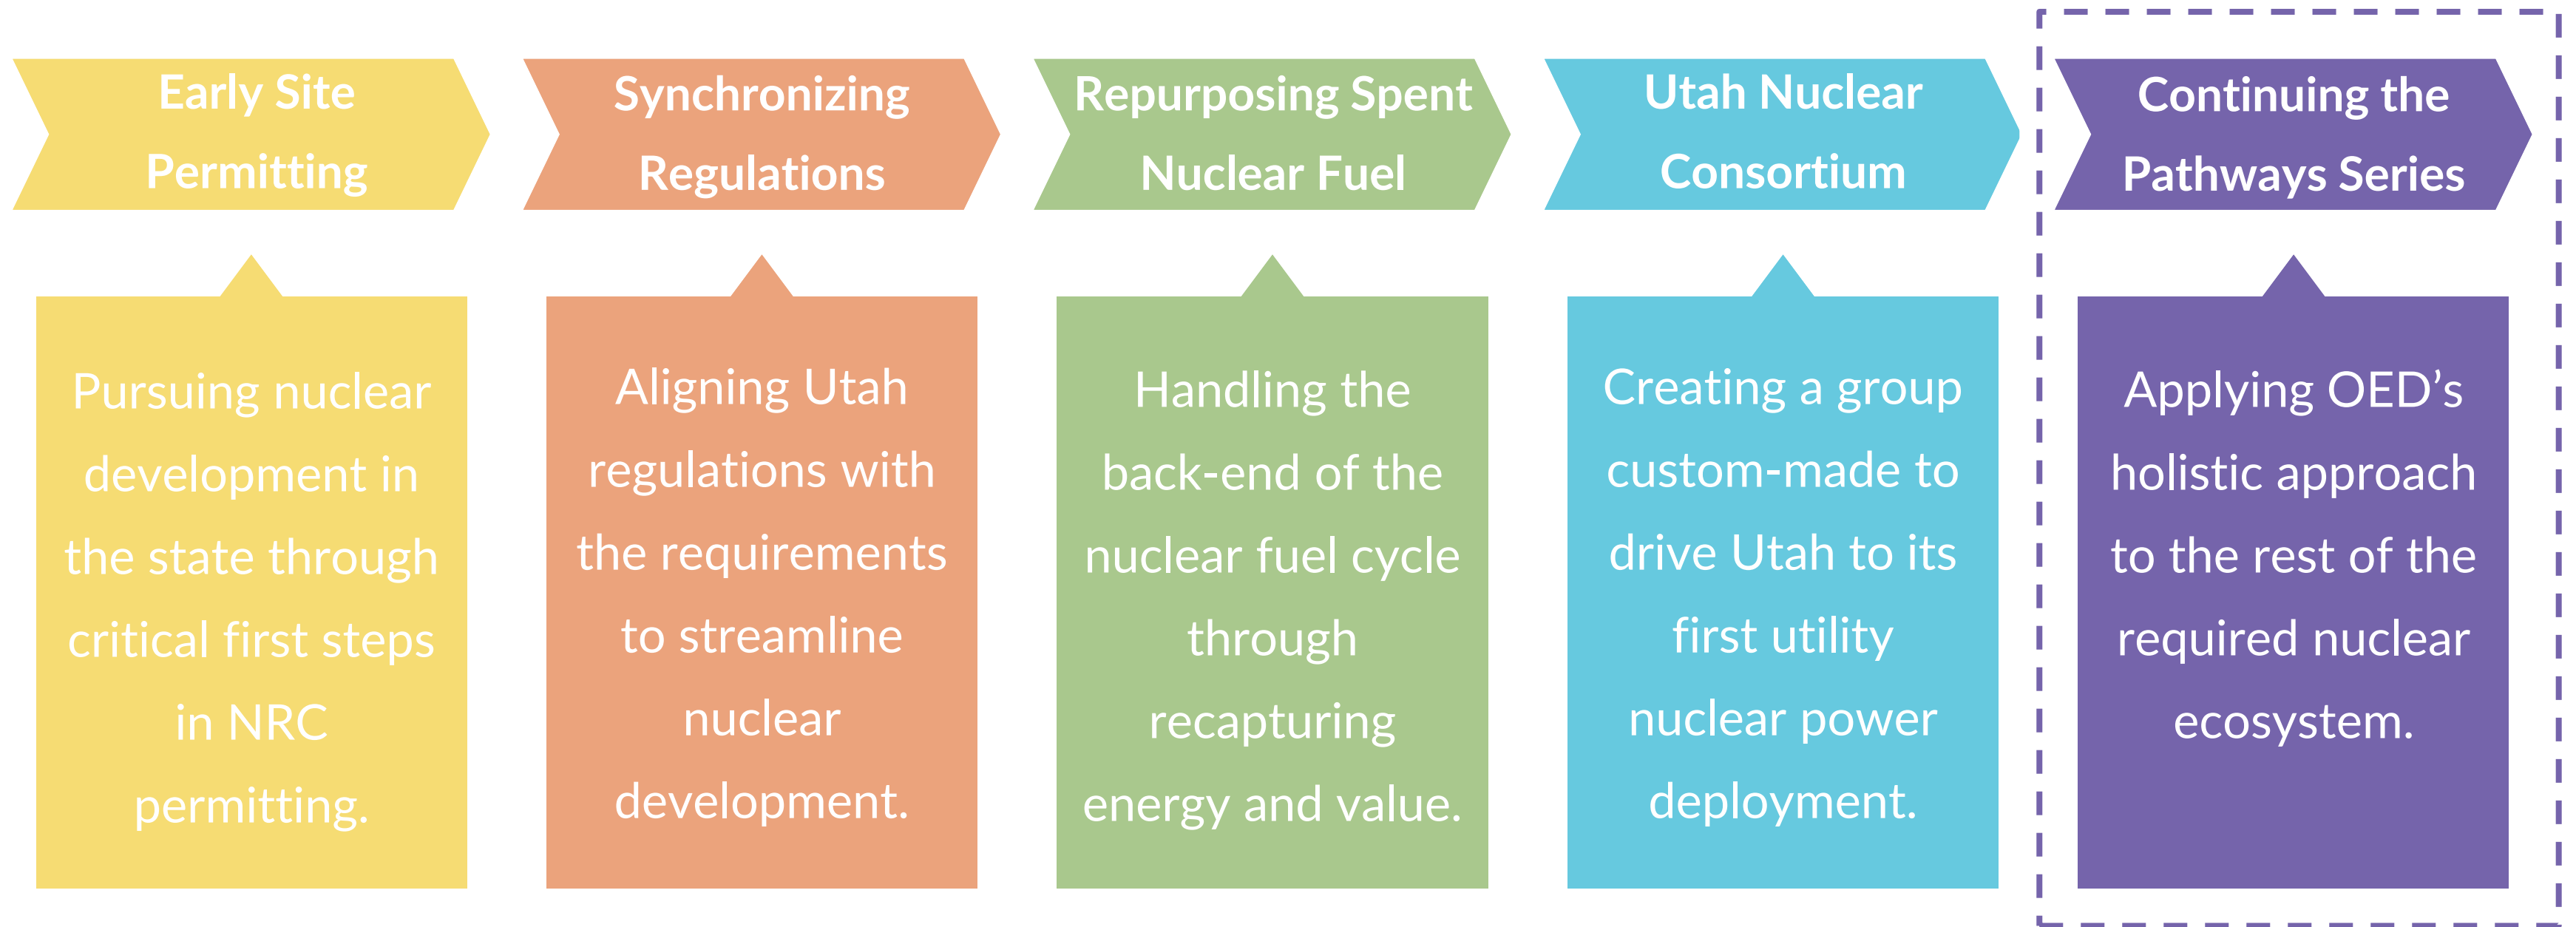 Early Site
Permitting
Pursuing nuclear
development in
the state through
critical first steps
in NRC
permitting.
Synchronizing
Regulations
Aligning Utah
regulations with
the requirements
to streamline
nuclear
development.
Repurposing Spent
Nuclear Fuel
Handling the
back-end of the
nuclear fuel cycle
through
recapturing
energy and value.
Utah Nuclear
Consortium
Creating a group
custom-made to
drive Utah to its
first utility
nuclear power
deployment.
Continuing the
Pathways Series
Applying OED’s
holistic approach
to the rest of the
required nuclear
ecosystem.